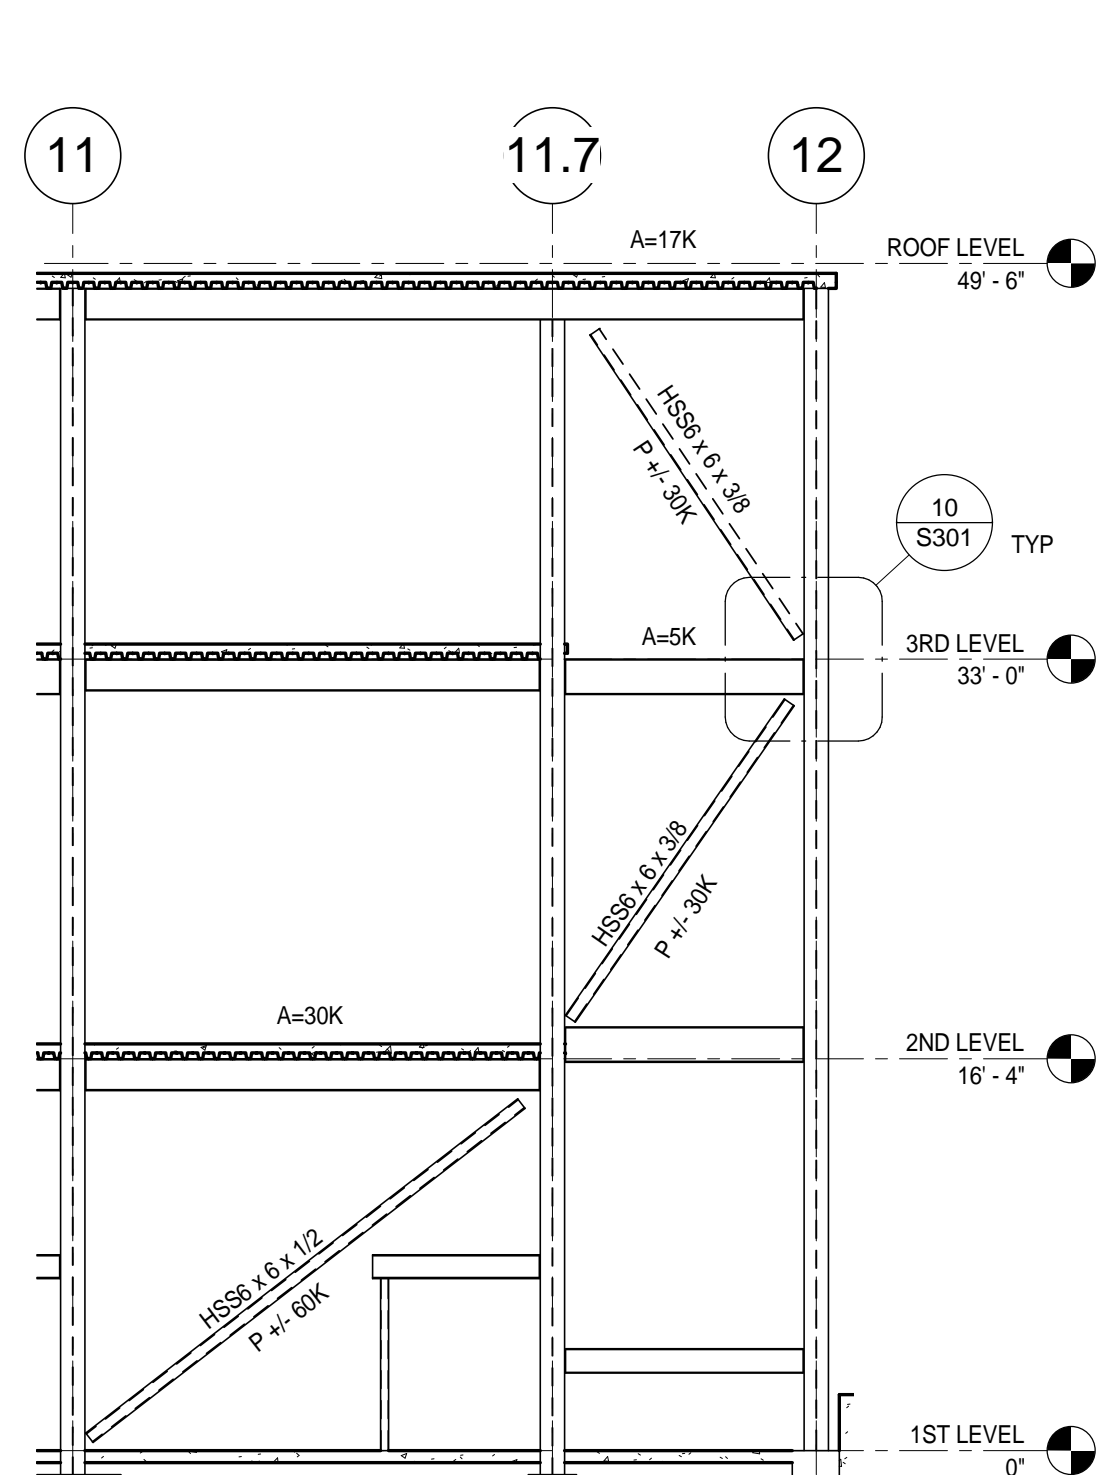 11
11.7
12
A=17K
ROOF LEVEL
49' - 6"
HSS6 x 6 x 3/8
P +/- 30K
10
S301
TYP
A=5K
3RD LEVEL
33' - 0"
HSS6 x 6 x 3/8
P +/- 30K
A=30K
2ND LEVEL
16' - 4"
HSS6 x 6 x 1/2
P +/- 60K
1ST LEVEL
0"